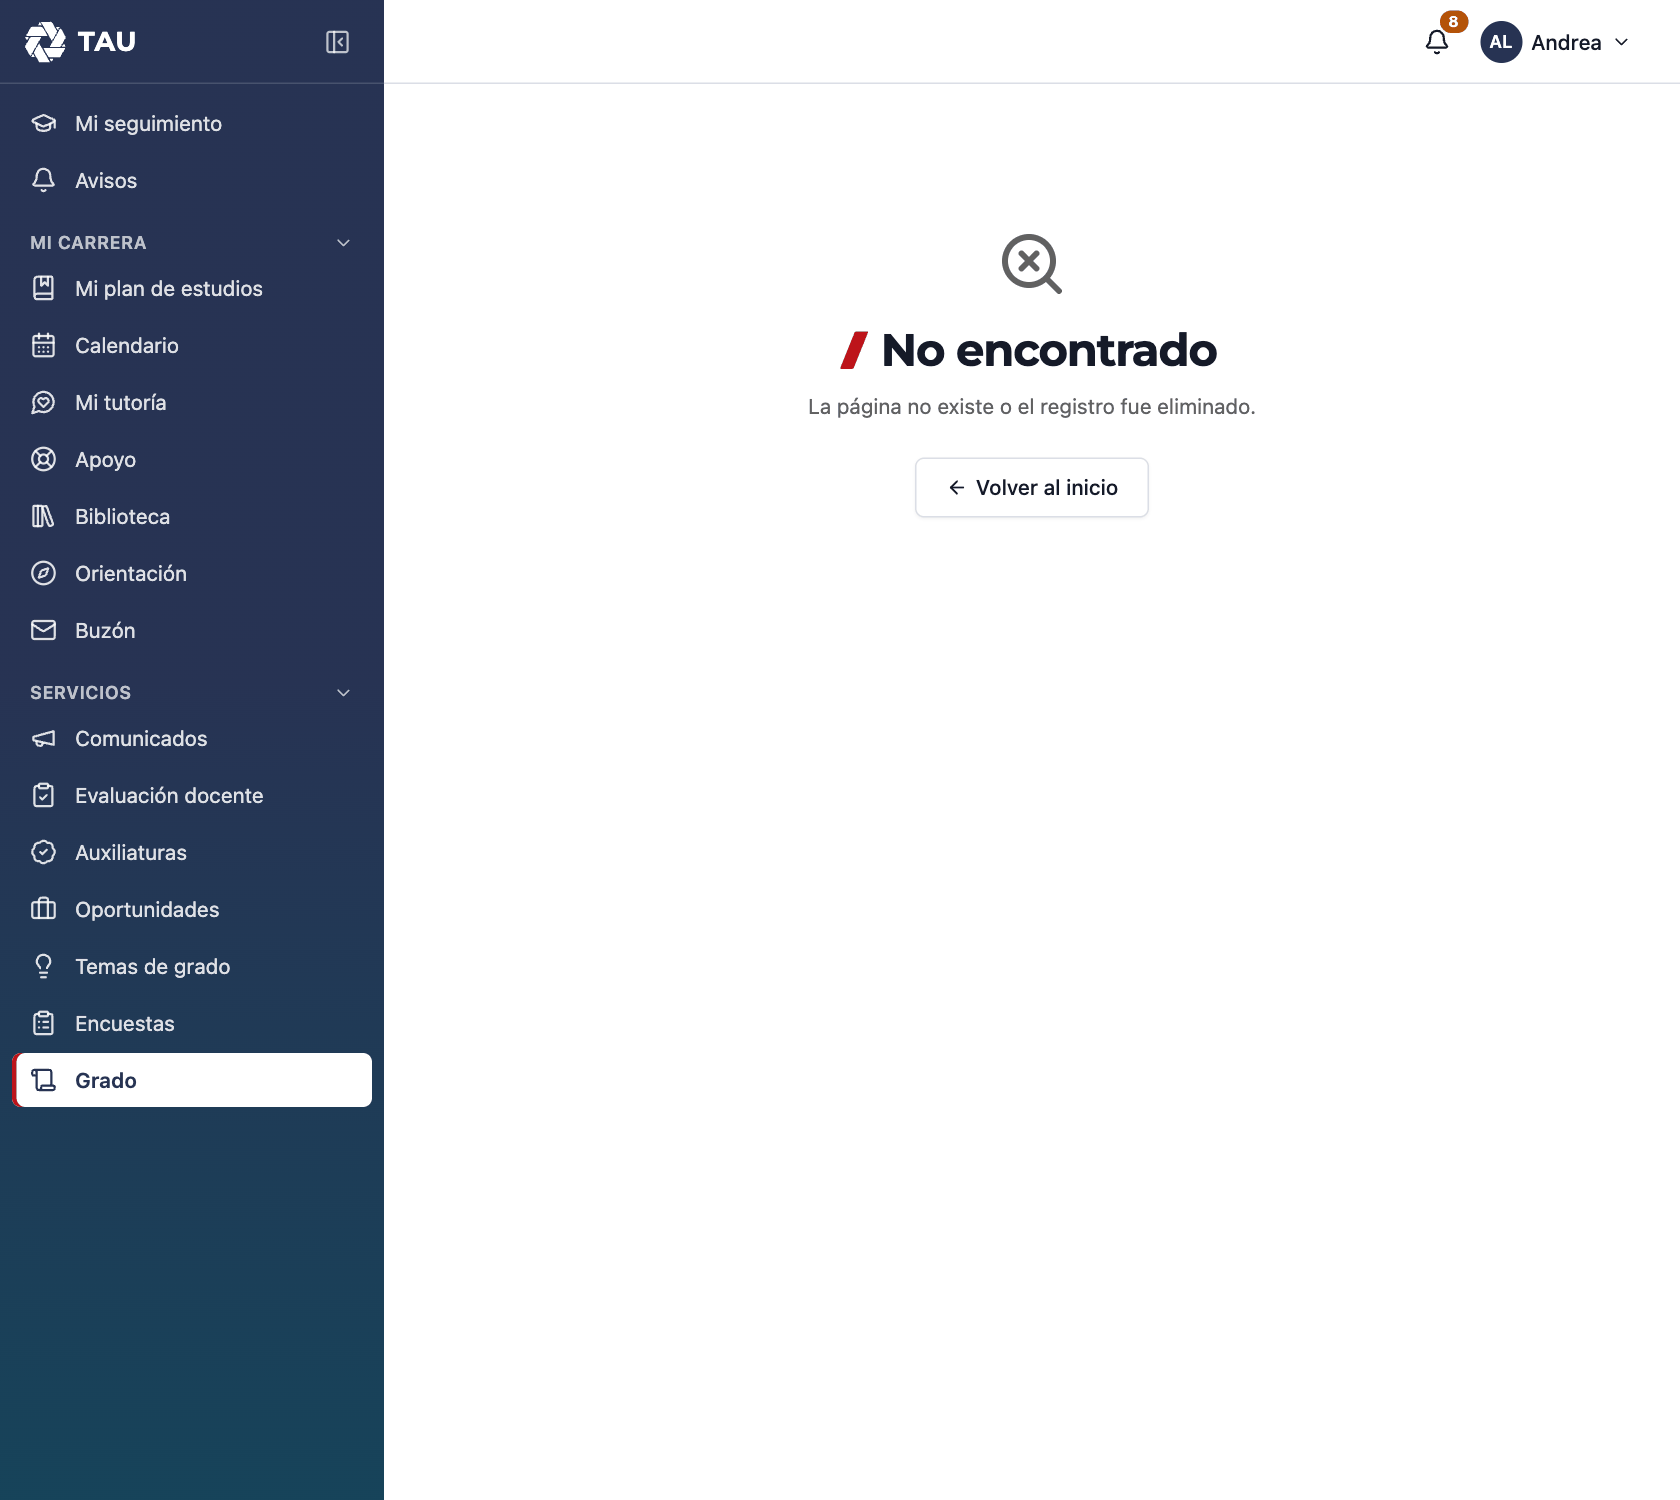 TAU
8
AL
Andrea
Mi seguimiento
Avisos
MI CARRERA
Mi plan de estudios
Calendario
Mi tutoría
Apoyo
Biblioteca
Orientación
Buzón
SERVICIOS
Comunicados
Evaluación docente
Auxiliaturas
Oportunidades
Temas de grado
Encuestas
Grado
No encontrado
La página no existe o el registro fue eliminado.
Volver al inicio